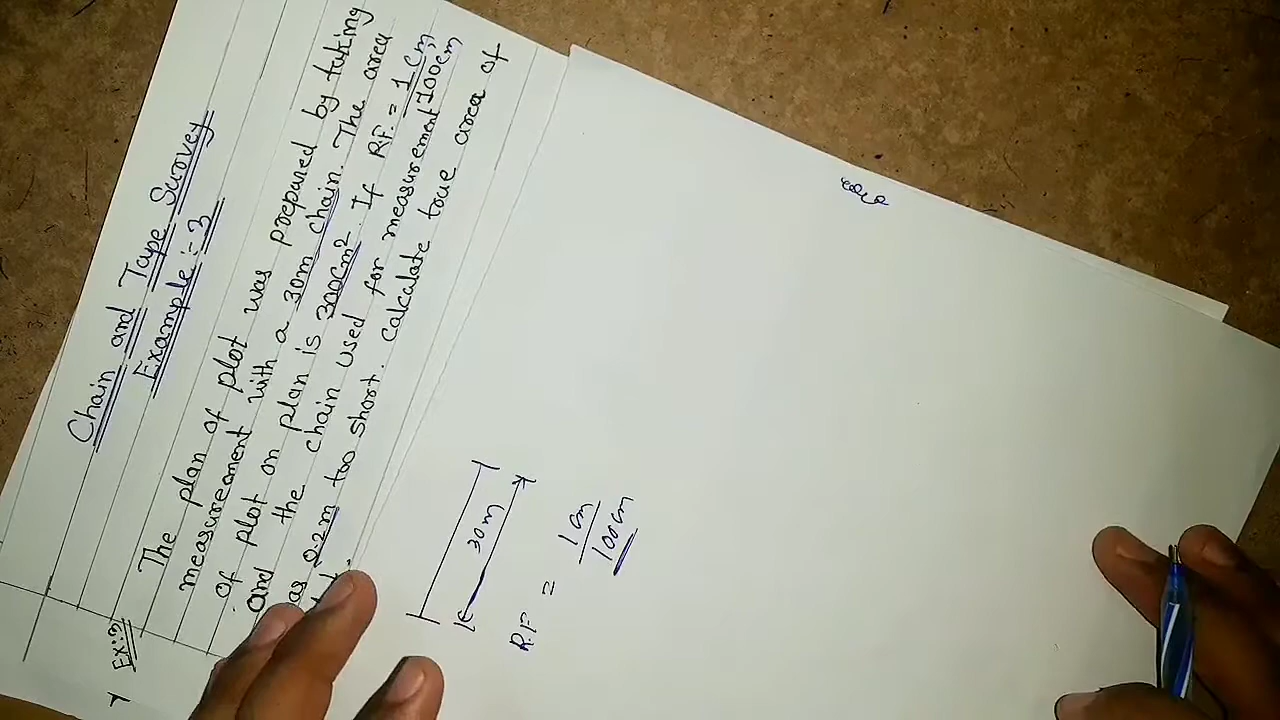 Chain and Tape Survey
Example :- 3
Ex:3 The plan of plot was prepared by taking
measurement with a 30m chain. The area
of plot on plan is 300cm². If R.F. = 1cm/100cm,
and the chain used for measurement
as 0.2m too short. calculate true area of
30m
R.F = 1cm/100cm